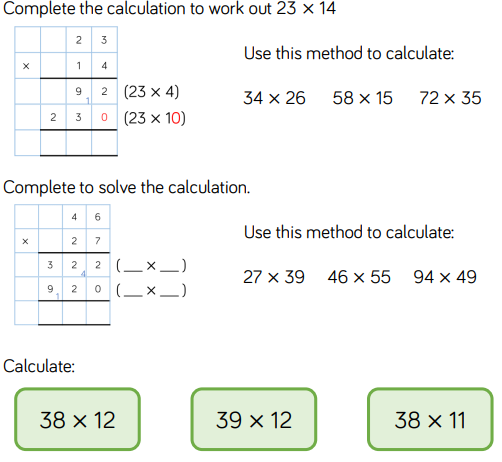 Complete the calculation to work out 23 × 14
2 3
× 1 4
9 1 2 (23 × 4)
2 3 0 (23 × 10)
Use this method to calculate:
34 × 26 58 × 15 72 × 35
Complete to solve the calculation.
4 6
× 2 7
3 2 4 2 (__ × __)
9 1 2 0 (__ × __)
Use this method to calculate:
27 × 39 46 × 55 94 × 49
Calculate:
38 × 12 39 × 12 38 × 11